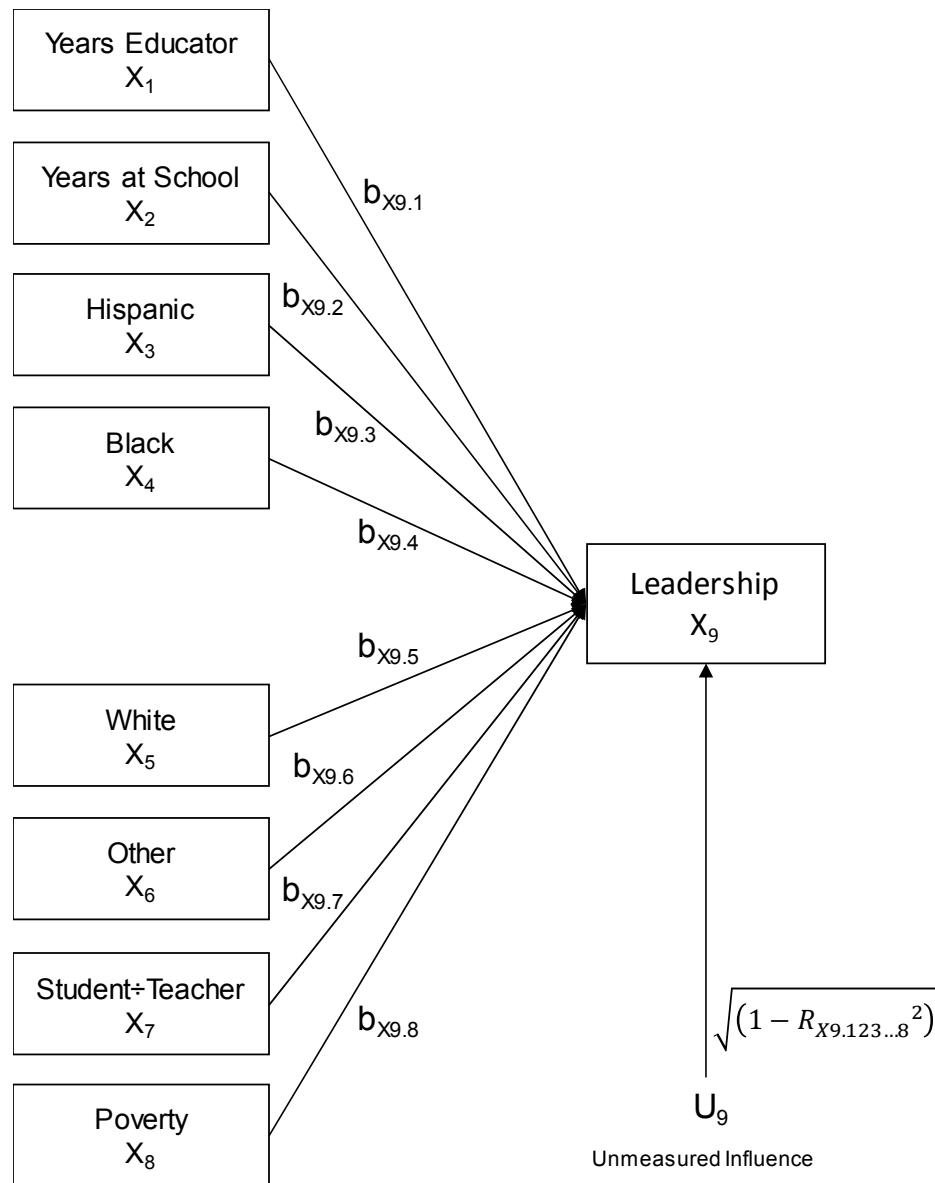 Years Educator
X₁
bX9.1
Years at School
X₂
bX9.2
Hispanic
X₃
bX9.3
Black
X₄
bX9.4
Leadership
X₉
bX9.5
White
X₅
bX9.6
Other
X₆
bX9.7
Student÷Teacher
X₇
bX9.8
√(1 − RX9.123...8²)
Poverty
X₈
U₉
Unmeasured Influence